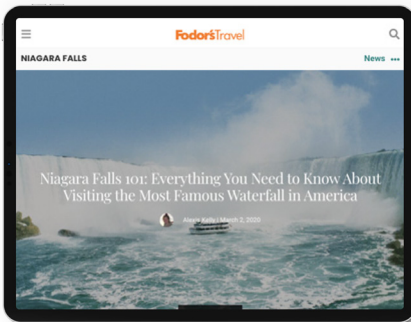 Fodor'sTravel
NIAGARA FALLS
News
Niagara Falls 101: Everything You Need to Know About
Visiting the Most Famous Waterfall in America
Alexis Kelly | March 2, 2020